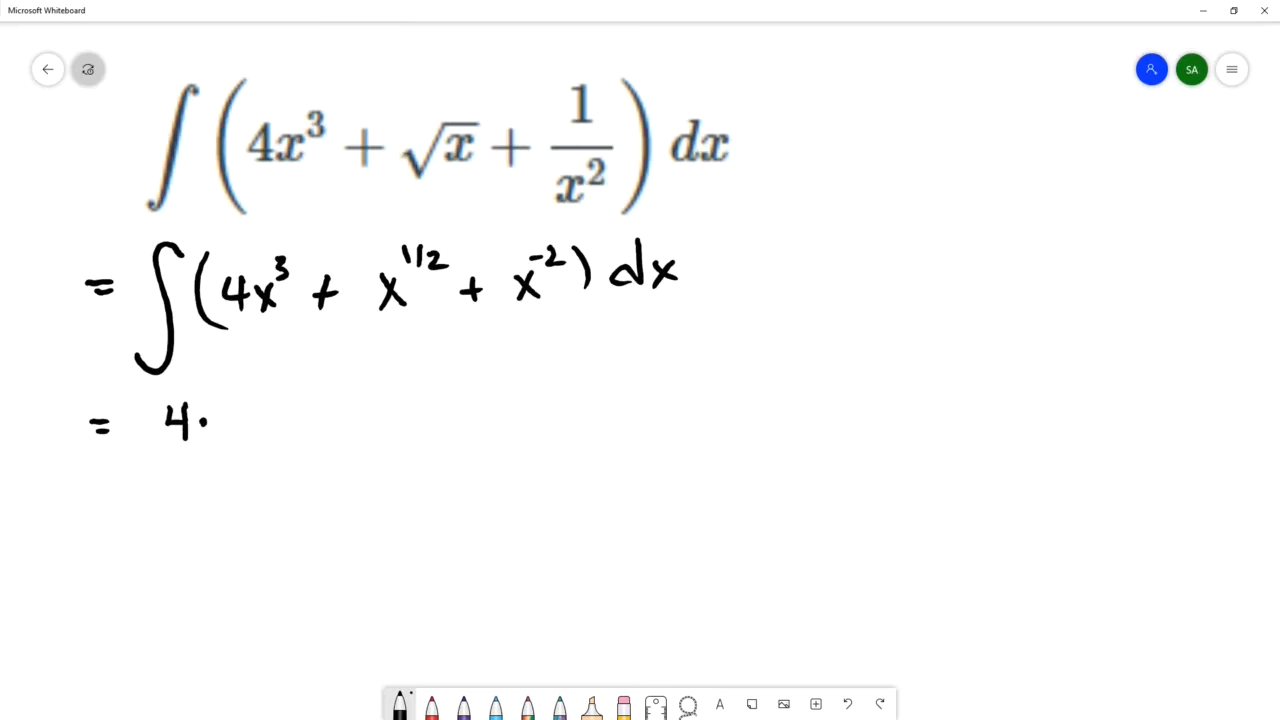 Microsoft Whiteboard
SA
∫ (4x³ + √x + 1/x²) dx
= ∫ (4x³ + x^1/2 + x^-2) dx
= 4·
A